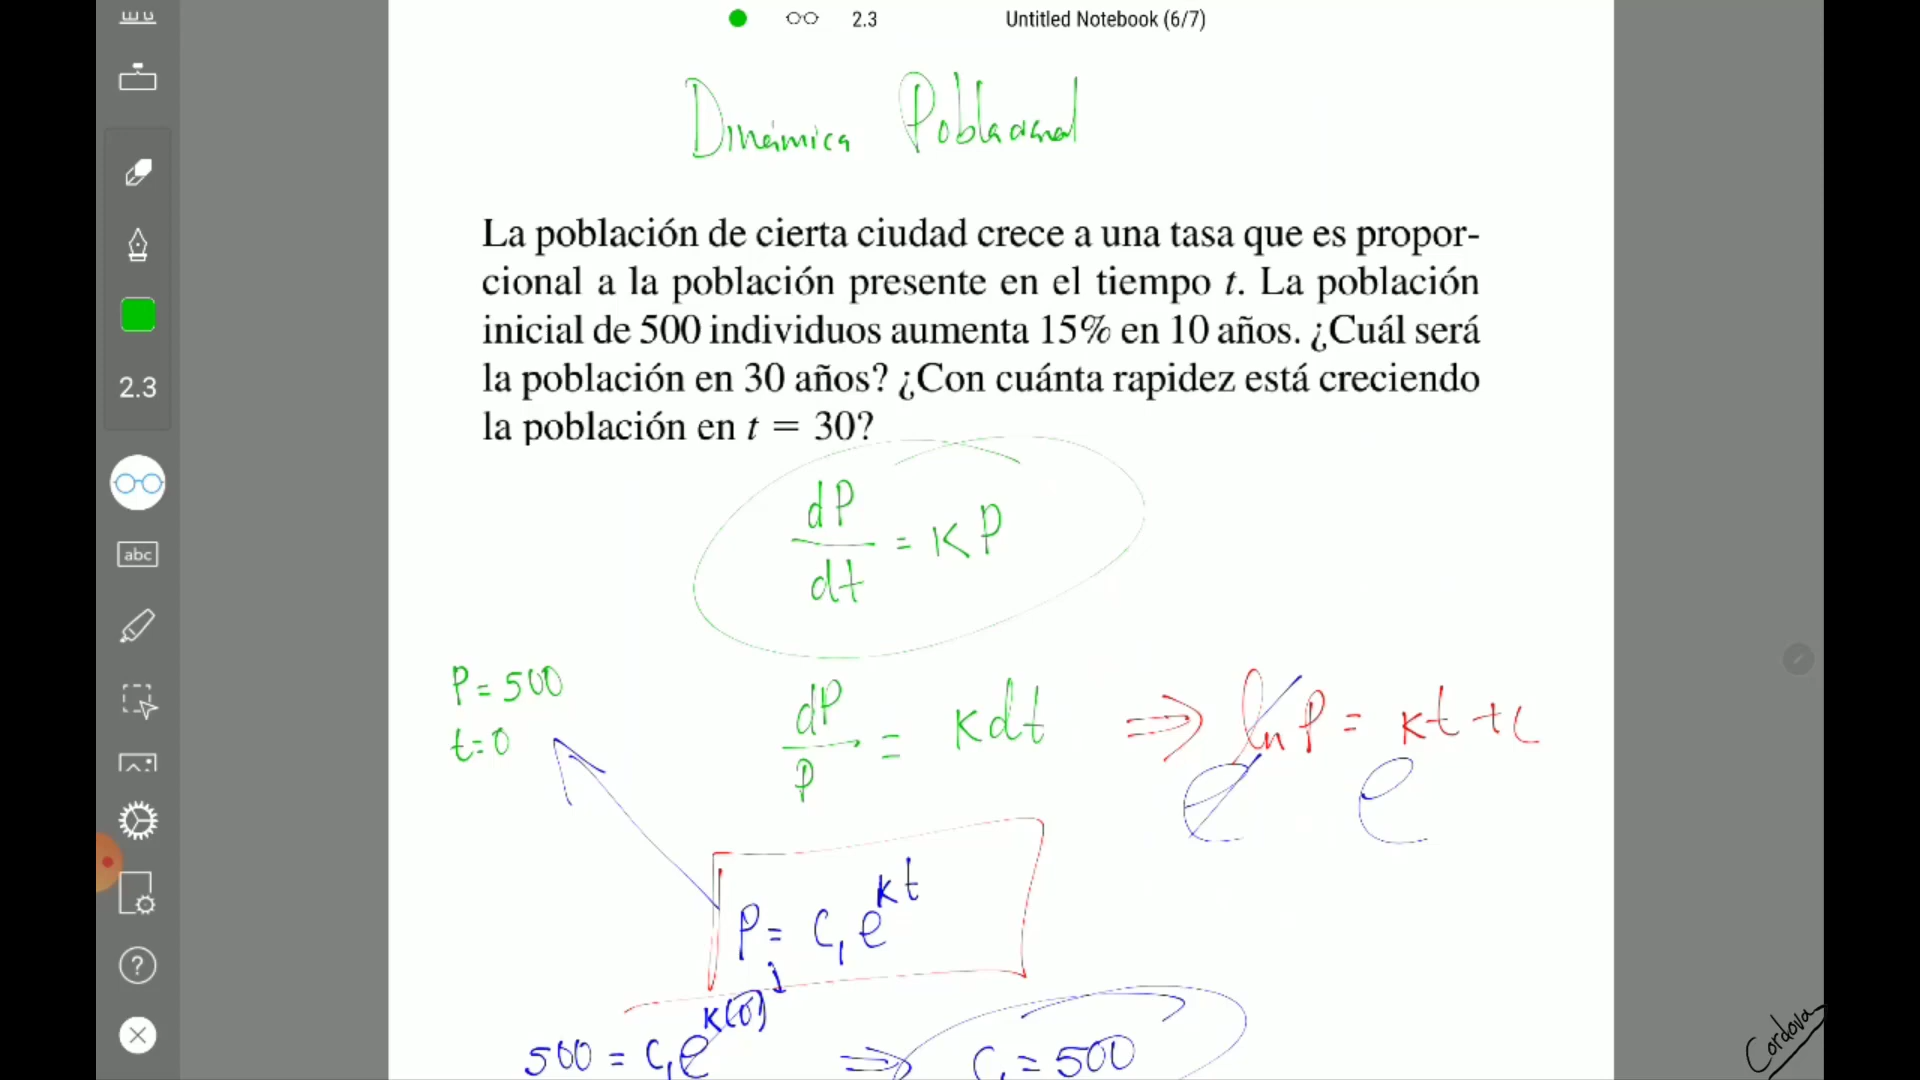 2.3 Untitled Notebook (6/7)
Dinámica Poblacional
La población de cierta ciudad crece a una tasa que es propor-
cional a la población presente en el tiempo t. La población
inicial de 500 individuos aumenta 15% en 10 años. ¿Cuál será
la población en 30 años? ¿Con cuánta rapidez está creciendo
la población en t = 30?
2.3
abc
dP/dt = KP
P = 500
t = 0
dP/P = Kdt ⇒ ln P = Kt + C
e e
P = C₁e^{Kt}
500 = C₁e^{K(0)} ⇒ C₁ = 500
?
Cordova